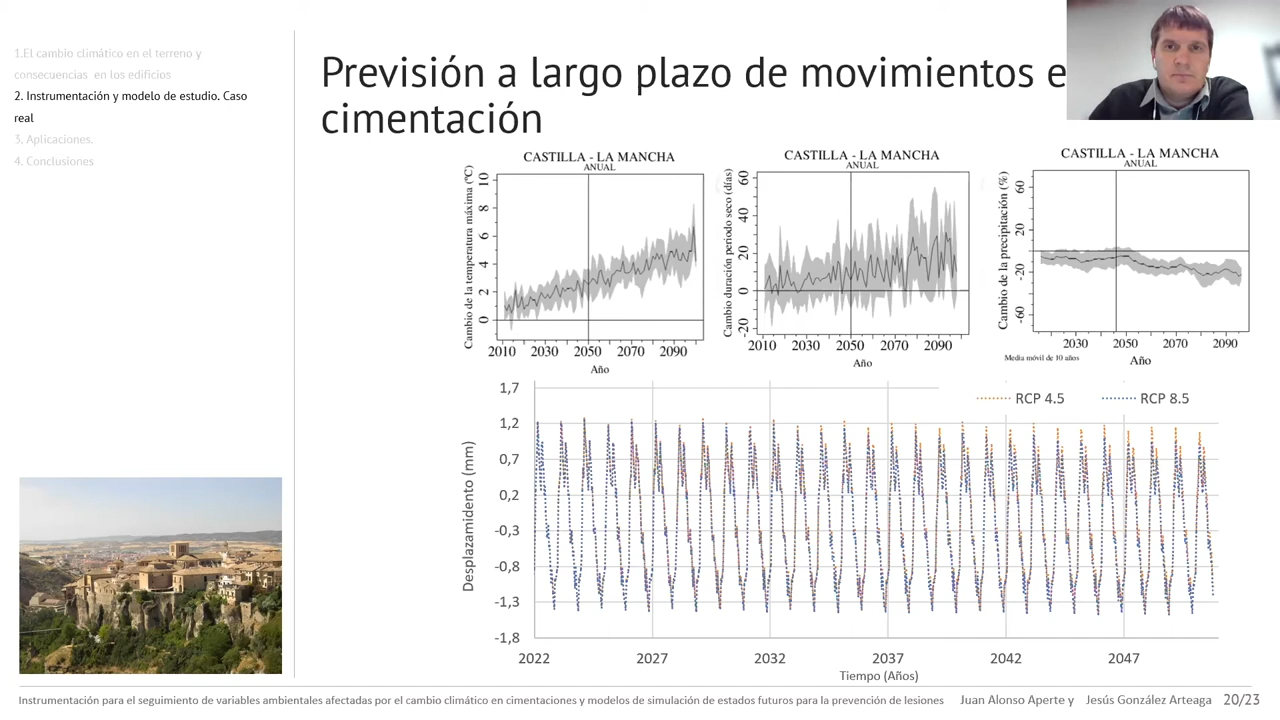 1.El cambio climático en el terreno y
consecuencias en los edificios
2. Instrumentación y modelo de estudio. Caso
real
3. Aplicaciones.
4. Conclusiones
Previsión a largo plazo de movimientos e
cimentación
CASTILLA - LA MANCHA
ANUAL
Cambio de la temperatura máxima (ºC)
10
8
6
4
2
0
2010 2030 2050 2070 2090
Año
CASTILLA - LA MANCHA
ANUAL
Cambio duración periodo seco (días)
60
40
20
0
-20
2010 2030 2050 2070 2090
Año
CASTILLA - LA MANCHA
ANUAL
Cambio de la precipitación (%)
60
20
-20
-60
2030 2050 2070 2090
Media móvil de 10 años
Año
RCP 4.5 RCP 8.5
Desplazamidento (mm)
1,7
1,2
0,7
0,2
-0,3
-0,8
-1,3
-1,8
2022 2027 2032 2037 2042 2047
Tiempo (Años)
Instrumentación para el seguimiento de variables ambientales afectadas por el cambio climático en cimentaciones y modelos de simulación de estados futuros para la prevención de lesiones Juan Alonso Aperte y Jesús González Arteaga 20/23